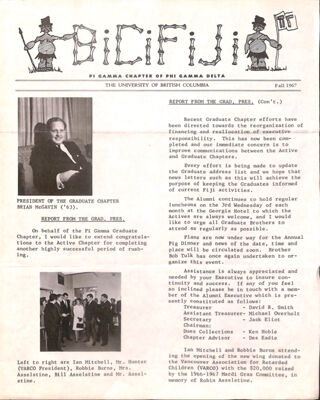 BiCiFiJi
PI GAMMA CHAPTER OF PHI GAMMA DELTA
THE UNIVERSITY OF BRITISH COLUMBIA
Fall 1967
PRESIDENT OF THE GRADUATE CHAPTER
BRIAN McGAVIN ('63).
REPORT FROM THE GRAD. PRES.
On behalf of the Pi Gamma Graduate
Chapter, I would like to extend congratula-
tions to the Active Chapter for completing
another highly successful period of rush-
ing.
Left to right are Ian Mitchell, Mr. Hunter
(VARCO President), Robbie Burns, Mrs.
Asselstine, Bill Asselstine and Mr. Assel-
stine.
REPORT FROM THE GRAD. PRES. (Con't.)
Recent Graduate Chapter efforts have
been directed towards the reorganization of
financing and reallocation of executive
responsibility. This has now been com-
pleted and our immediate concern is to
improve communications between the Active
and Graduate Chapters.
Every effort is being made to update
the Graduate address list and we hope that
news letters such as this will achieve the
purpose of keeping the Graduates informed
of current Fiji activities.
The Alumni continues to hold regular
luncheons the 3rd Wednesday of each
month at the Georgia Hotel to which the
Actives are always welcome, and I would
like to urge all Graduate Brothers to
attend as regularly as possible.
Plans are now under way for the Annual
Pig Dinner and news of the date, time and
place will be circulated soon. Brother
Bob Tulk has once again undertaken to or-
ganize this event.
Assistance is always appreciated and
needed by your Executive to insure con-
tinuity and success. If any of you feel
so inclined please be in touch with a mem-
ber of the Alumni Executive which is pre-
sently constituted as follows:
Treasurer - David R. Smith
Assistant Treasurer- Michael Overholt
Secretary - Jack Eliot
Chairman:
Dues Collections - Ken Noble
Chapter Advisor - Des Eadie
Ian Mitchell and Robbie Burns attend-
ing the opening of the new wing donated to
the Vancouver Association for Retarded
Children (VARCO) with the $20,000 raised
by the 1966-1967 Mardi Gras Committee, in
memory of Robin Asselstine.